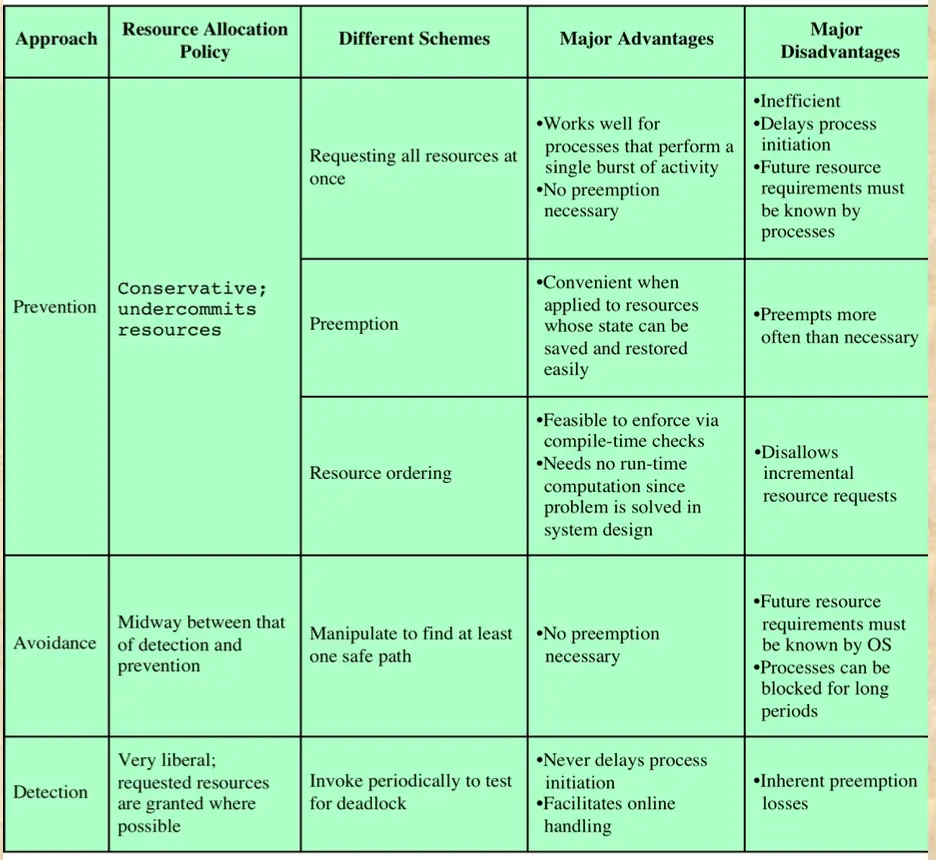 Approach
Resource Allocation
Policy
Different Schemes
Major Advantages
Major
Disadvantages
Prevention
Conservative;
undercommits
resources
Requesting all resources at
once
•Works well for
processes that perform a
single burst of activity
•No preemption
necessary
•Inefficient
•Delays process
initiation
•Future resource
requirements must
be known by
processes
Preemption
•Convenient when
applied to resources
whose state can be
saved and restored
easily
•Preempts more
often than necessary
Resource ordering
•Feasible to enforce via
compile-time checks
•Needs no run-time
computation since
problem is solved in
system design
•Disallows
incremental
resource requests
Avoidance
Midway between that
of detection and
prevention
Manipulate to find at least
one safe path
•No preemption
necessary
•Future resource
requirements must
be known by OS
•Processes can be
blocked for long
periods
Detection
Very liberal;
requested resources
are granted where
possible
Invoke periodically to test
for deadlock
•Never delays process
initiation
•Facilitates online
handling
•Inherent preemption
losses